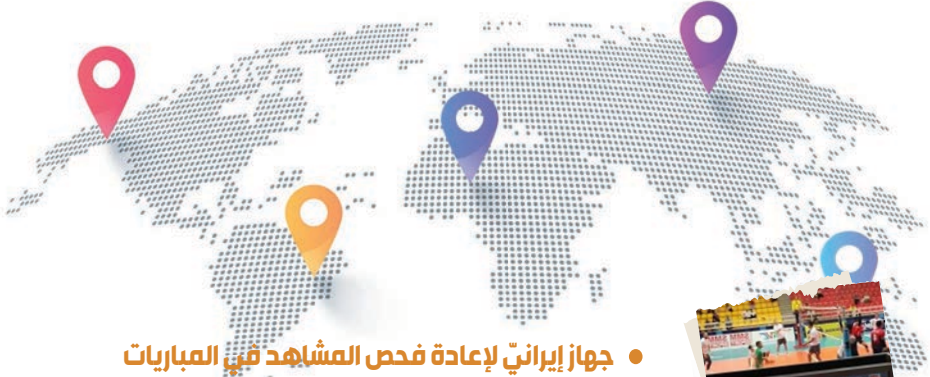 ● جهاز إيرانيّ لإعادة فحص المشاهد في المباريات